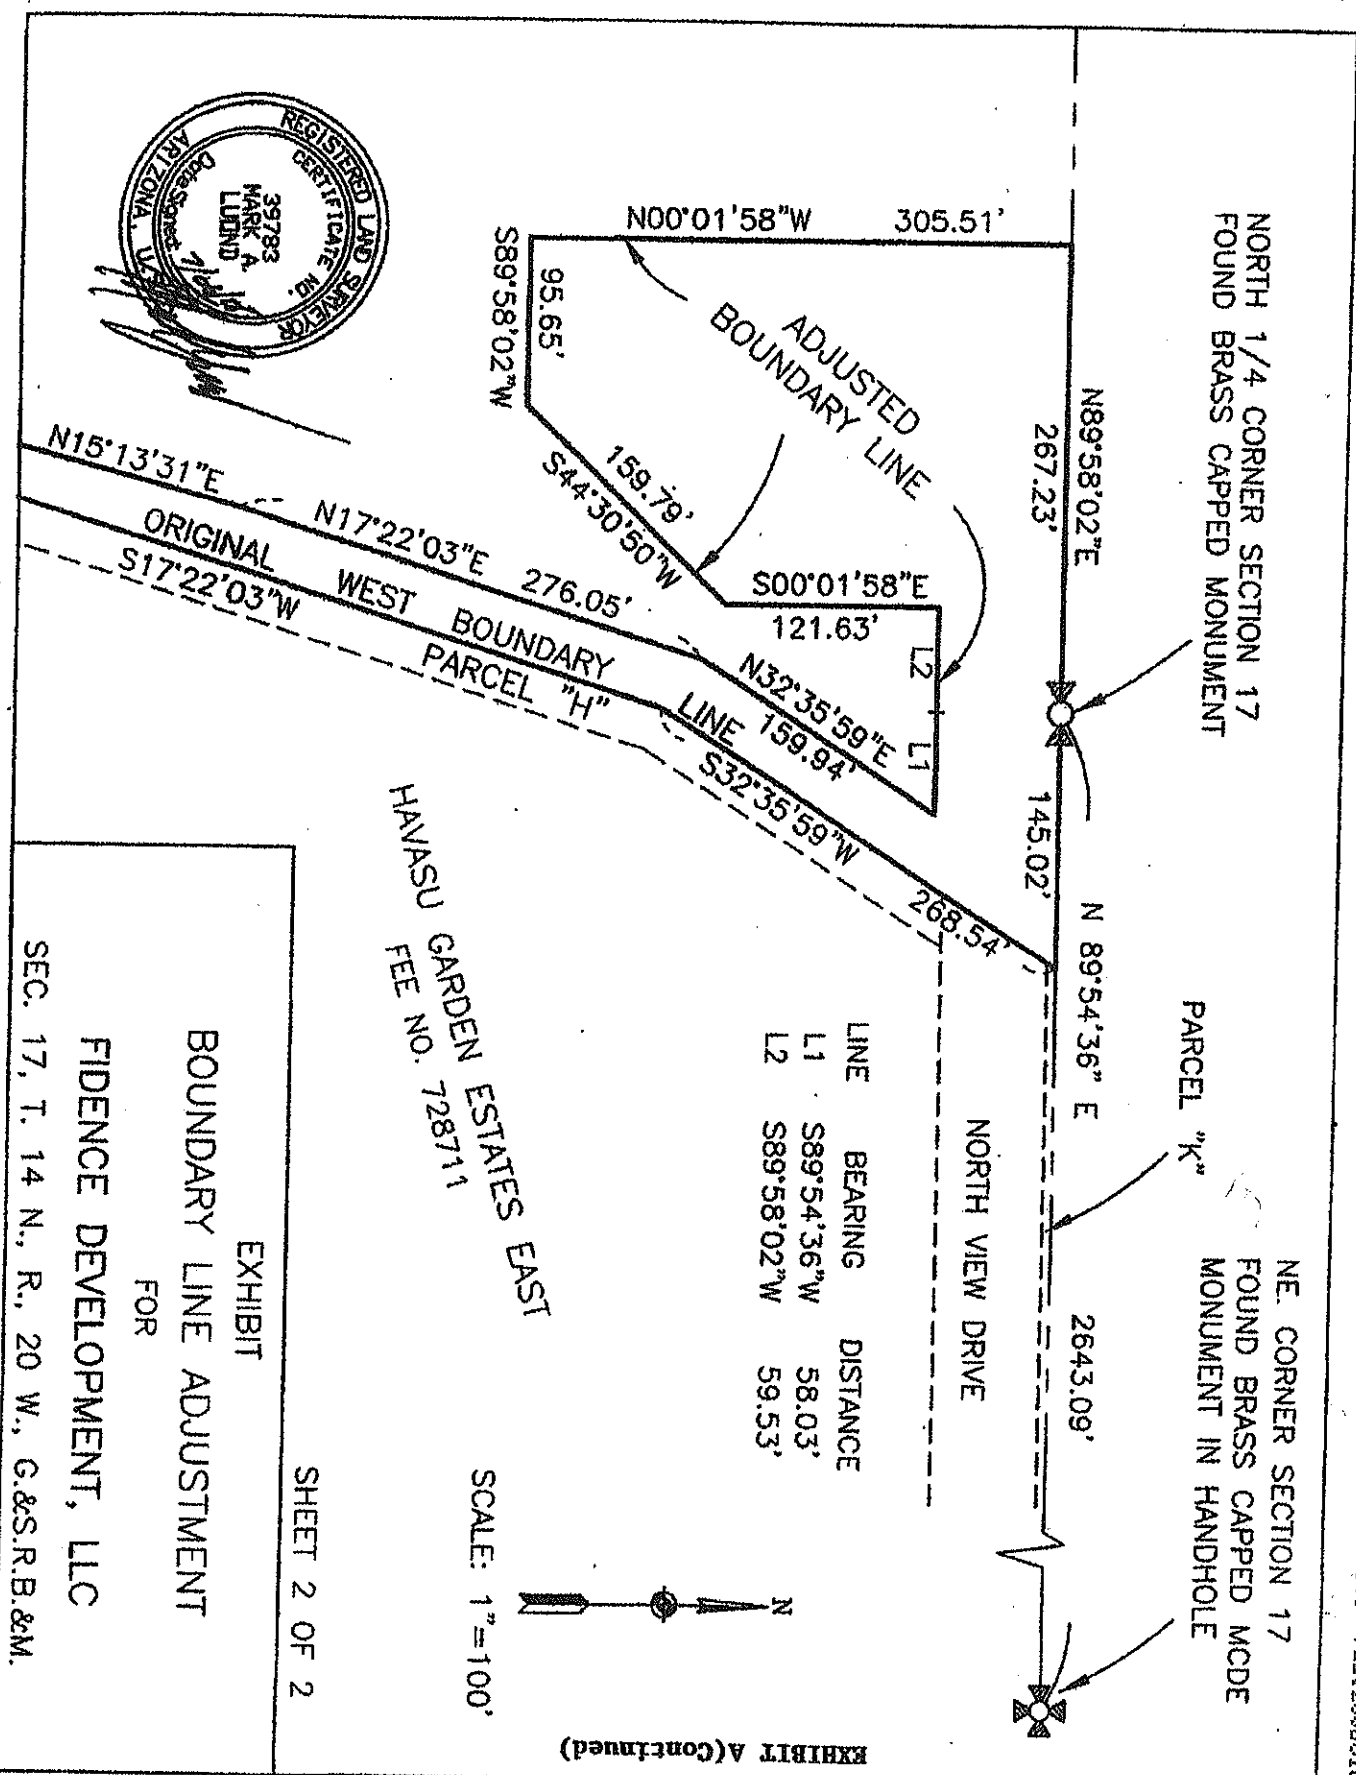 NORTH 1/4 CORNER SECTION 17
FOUND BRASS CAPPED MONUMENT
NE. CORNER SECTION 17
FOUND BRASS CAPPED MCDE
MONUMENT IN HANDHOLE
PARCEL "K"
N89°58'02"E
267.23'
145.02'
N 89°54'36" E
2643.09'
N00°01'58"W 305.51'
ADJUSTED
BOUNDARY LINE
95.65'
S89°58'02"W
159.79'
S44°30'50"W
S00°01'58"E
121.63'
L2
L1
N32°35'59"E
159.94'
S32°35'59"W
268.54'
N15°13'31"E
N17°22'03"E 276.05'
ORIGINAL WEST BOUNDARY LINE
S17°22'03"W
PARCEL "H"
NORTH VIEW DRIVE
LINE BEARING DISTANCE
L1 S89°54'36"W 58.03'
L2 S89°58'02"W 59.53'
HAVASU GARDEN ESTATES EAST
FEE NO. 728711
N
SCALE: 1"=100'
REGISTERED LAND SURVEYOR
CERTIFICATE NO.
39783
MARK A.
Date Signed
ARIZONA, U.S.A.
SHEET 2 OF 2
EXHIBIT
BOUNDARY LINE ADJUSTMENT
FOR
FIDENCE DEVELOPMENT, LLC
SEC. 17, T. 14 N., R., 20 W., G.&S.R.B.&M.
EXHIBIT A(Continued)